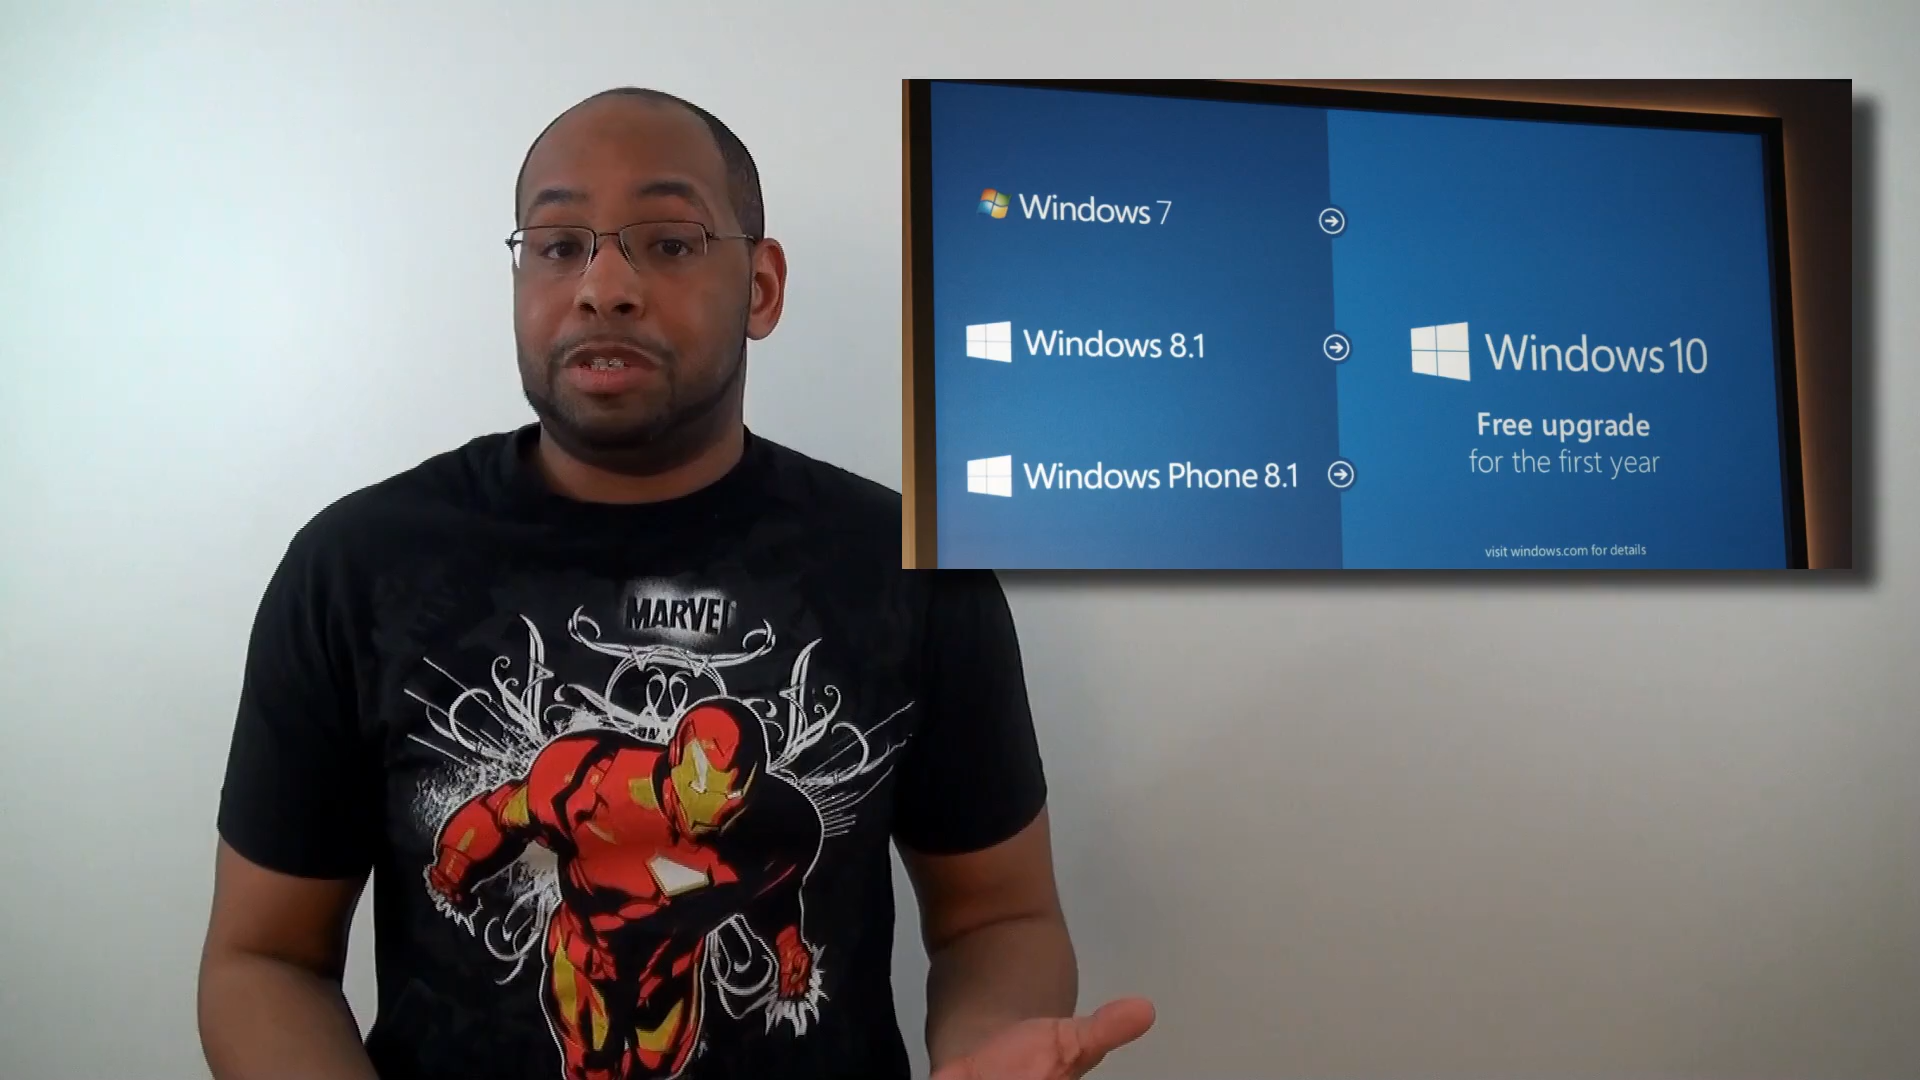 Windows 7
Windows 8.1
Windows Phone 8.1
Windows 10
Free upgrade
for the first year
visit windows.com for details
MARVEL